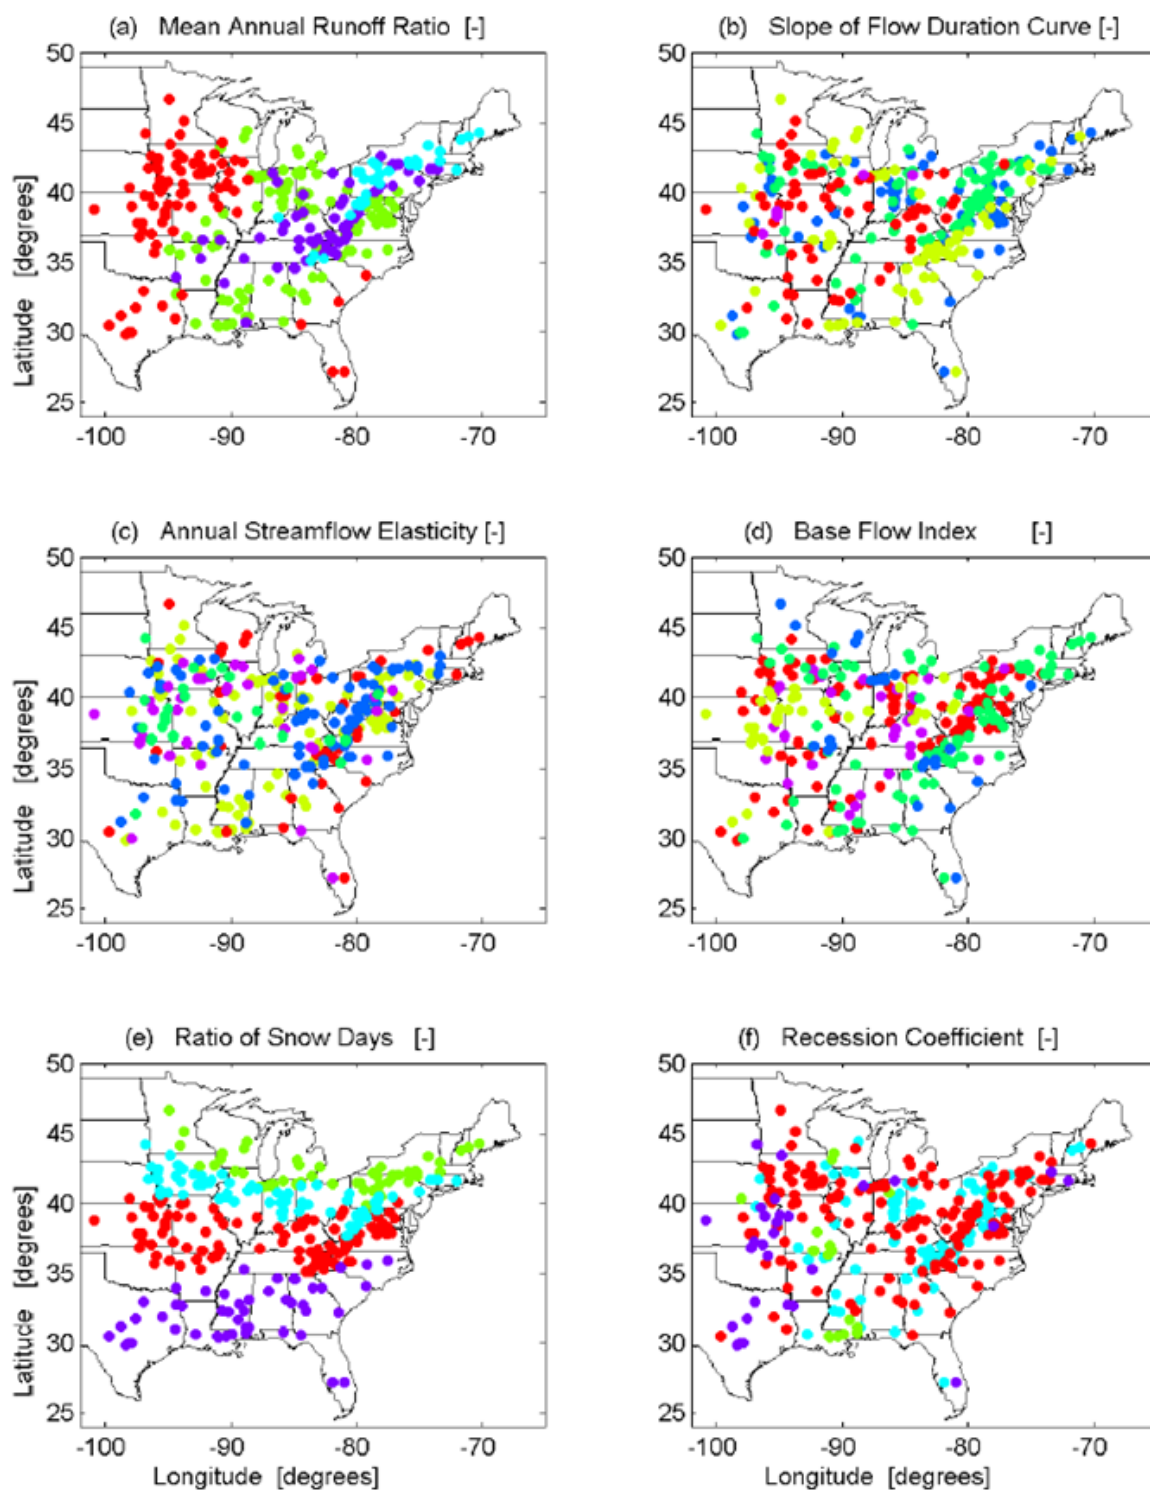 (a) Mean Annual Runoff Ratio [-]
(b) Slope of Flow Duration Curve [-]
50
45
40
35
30
25
Latitude [degrees]
-100 -90 -80 -70
50
45
40
35
30
25
-100 -90 -80 -70
(c) Annual Streamflow Elasticity [-]
(d) Base Flow Index [-]
50
45
40
35
30
25
Latitude [degrees]
-100 -90 -80 -70
50
45
40
35
30
25
-100 -90 -80 -70
(e) Ratio of Snow Days [-]
(f) Recession Coefficient [-]
50
45
40
35
30
25
Latitude [degrees]
-100 -90 -80 -70
Longitude [degrees]
50
45
40
35
30
25
-100 -90 -80 -70
Longitude [degrees]